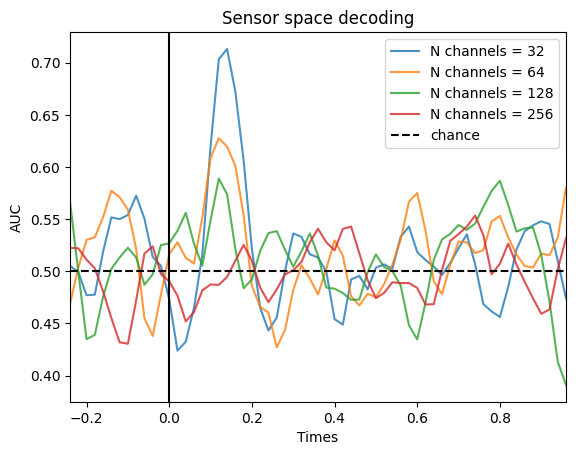 Sensor space decoding
N channels = 32
N channels = 64
N channels = 128
N channels = 256
chance
AUC
0.70
0.65
0.60
0.55
0.50
0.45
0.40
−0.2 0.0 0.2 0.4 0.6 0.8
Times